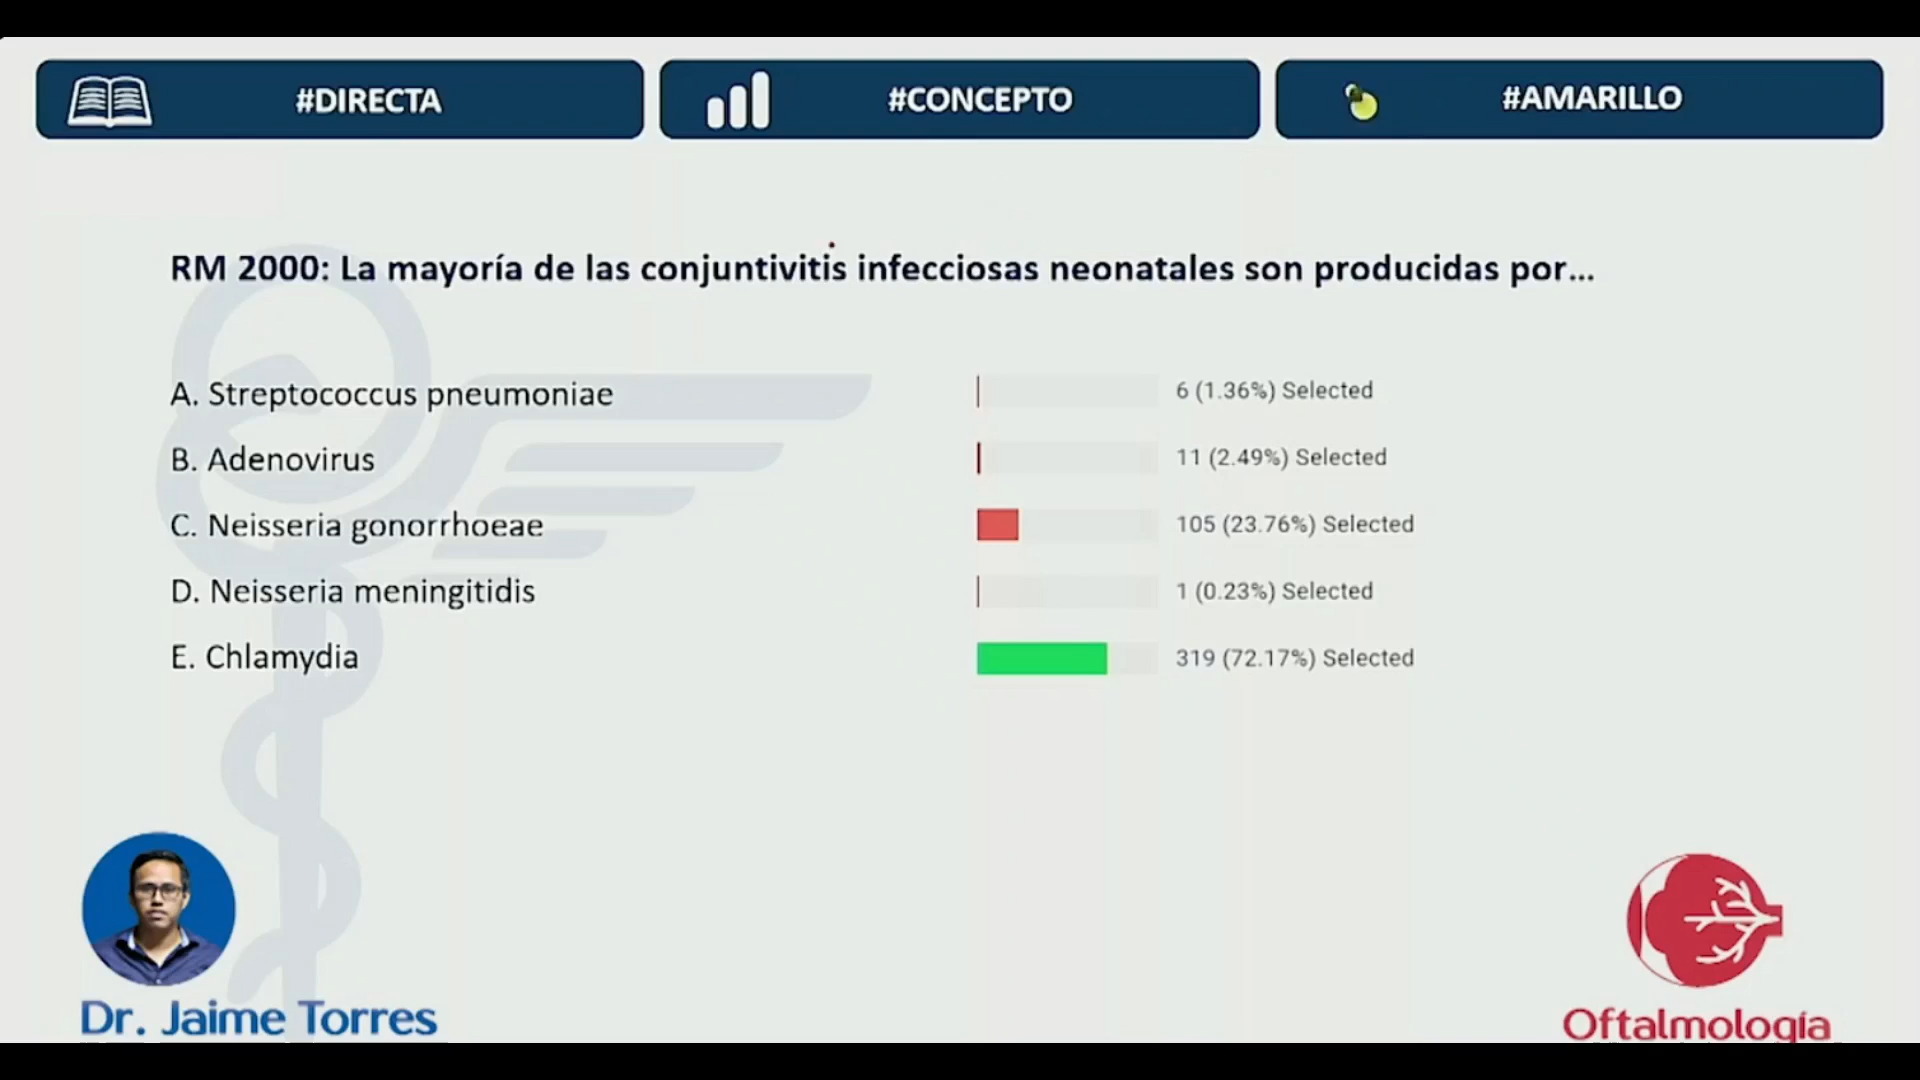 #DIRECTA
#CONCEPTO
#AMARILLO
RM 2000: La mayoría de las conjuntivitis infecciosas neonatales son producidas por...
A. Streptococcus pneumoniae
6 (1.36%) Selected
B. Adenovirus
11 (2.49%) Selected
C. Neisseria gonorrhoeae
105 (23.76%) Selected
D. Neisseria meningitidis
1 (0.23%) Selected
E. Chlamydia
319 (72.17%) Selected
Dr. Jaime Torres
Oftalmología